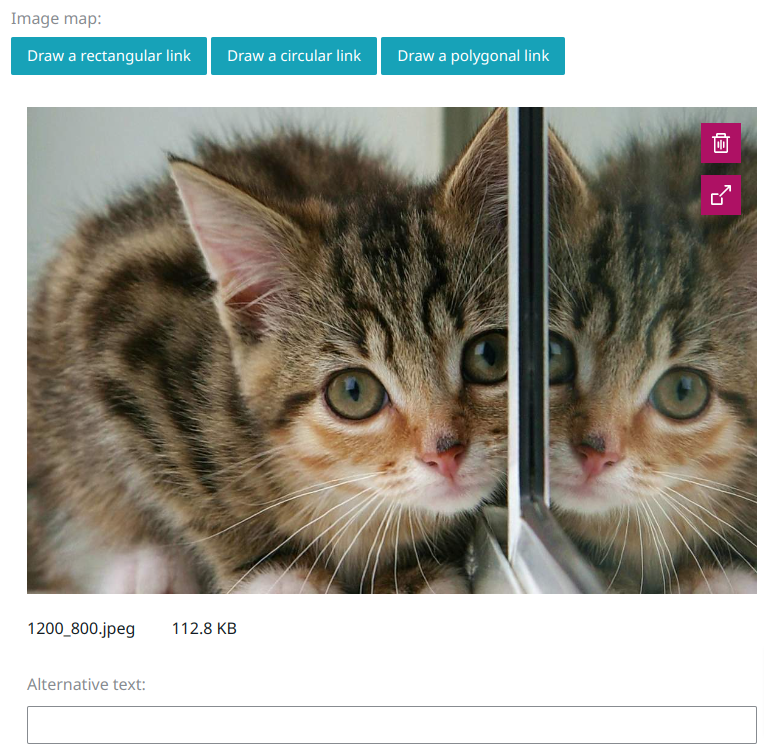 Image map:
Draw a rectangular link Draw a circular link Draw a polygonal link
1200_800.jpeg 112.8 KB
Alternative text: